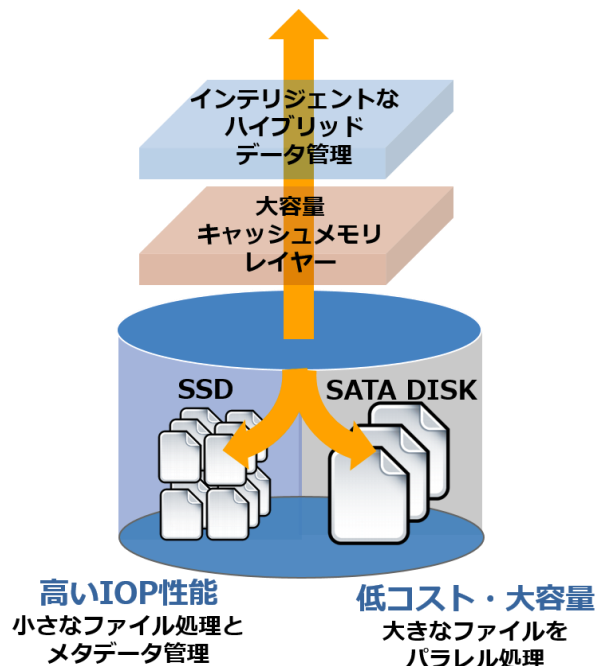 インテリジェントな
ハイブリッド
データ管理
大容量
キャッシュメモリ
レイヤー
SSD
SATA DISK
高いIOP性能
小さなファイル処理と
メタデータ管理
低コスト・大容量
大きなファイルを
パラレル処理